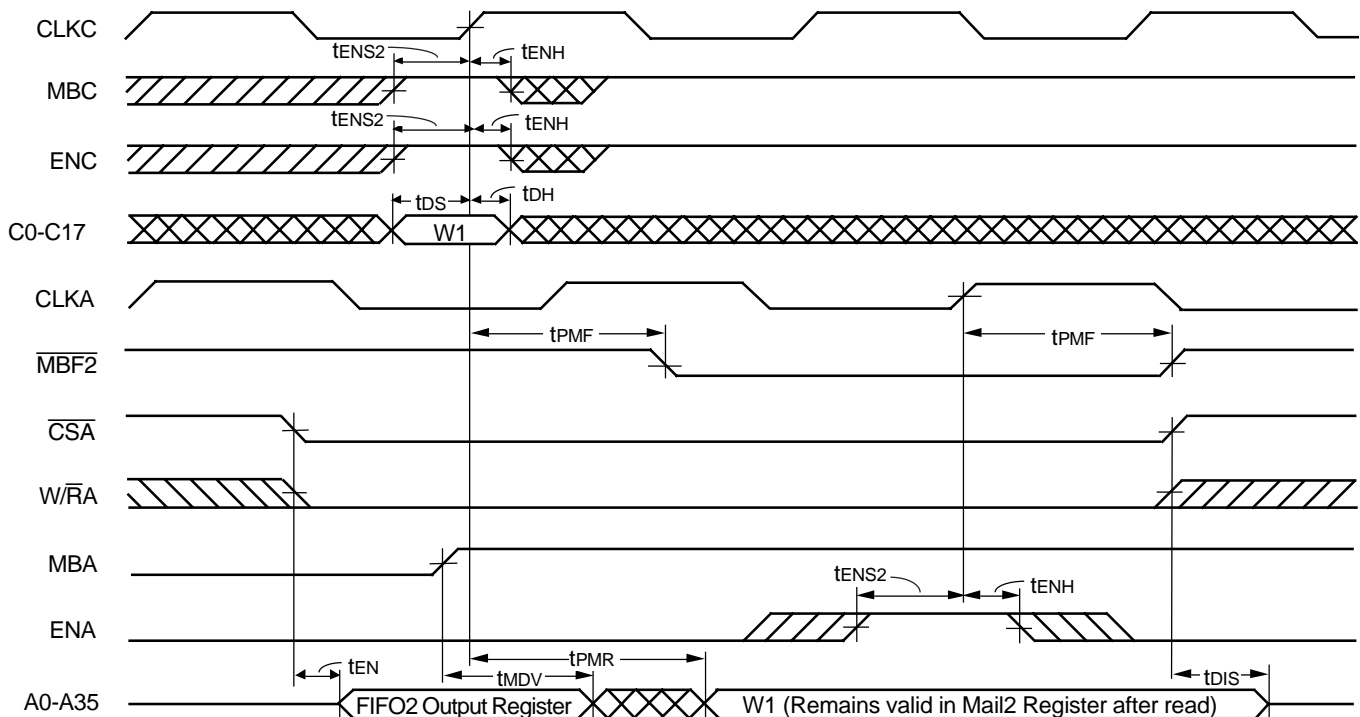 CLKC
tENS2
tENH
MBC
tENS2
tENH
ENC
tDS
tDH
C0-C17
W1
CLKA
tPMF
tPMF
MBF2
CSA
W/RA
MBA
tENS2
tENH
ENA
tEN
tPMR
tMDV
tDIS
A0-A35
FIFO2 Output Register
W1 (Remains valid in Mail2 Register after read)